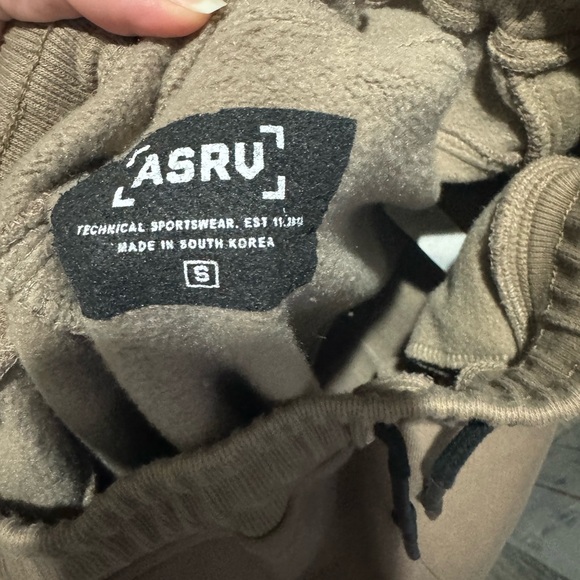 ASRV
TECHNICAL SPORTSWEAR. EST
MADE IN SOUTH KOREA
S